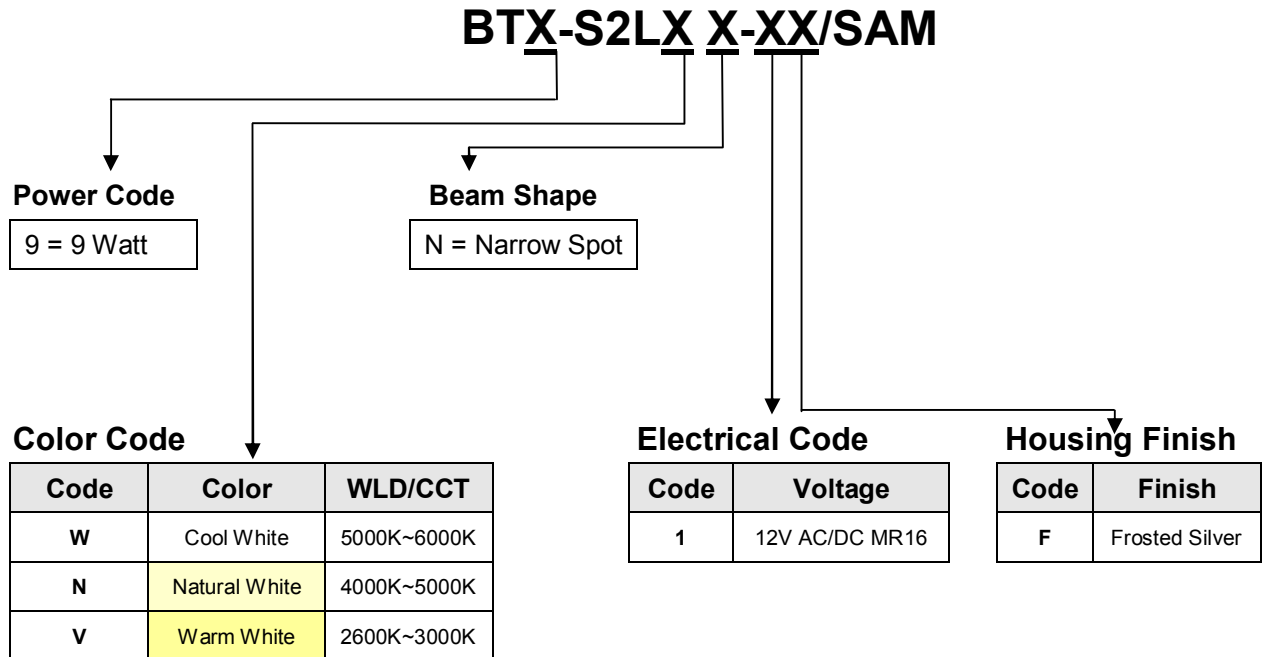 BTX-S2LX X-XX/SAM
Power Code
9 = 9 Watt
Beam Shape
N = Narrow Spot
Color Code
Code Color WLD/CCT
W Cool White 5000K~6000K
N Natural White 4000K~5000K
V Warm White 2600K~3000K
Electrical Code
Code Voltage
1 12V AC/DC MR16
Housing Finish
Code Finish
F Frosted Silver